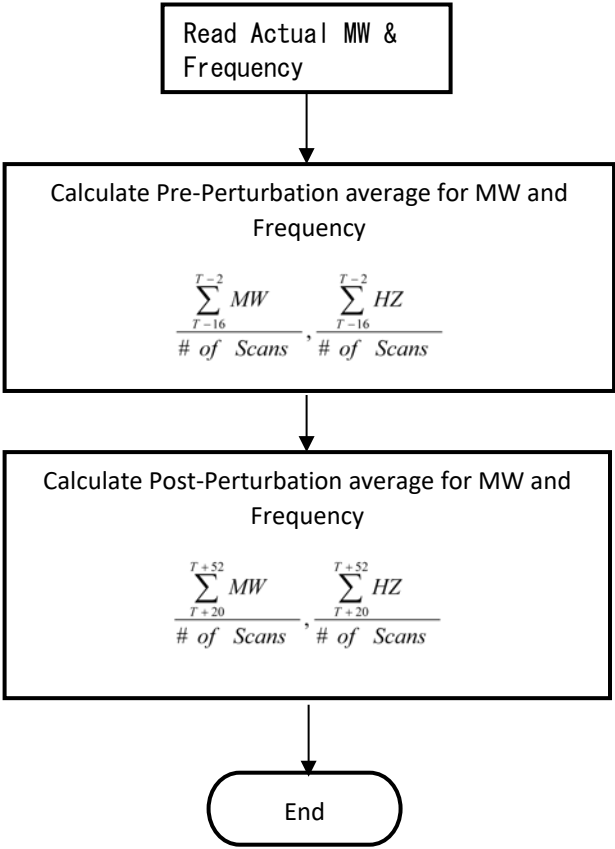 Read Actual MW &
Frequency
Calculate Pre-Perturbation average for MW and
Frequency
T−2 T−2
∑ MW ∑ HZ
T−16 , T−16
# of Scans # of Scans
Calculate Post-Perturbation average for MW and
Frequency
T+52 T+52
∑ MW ∑ HZ
T+20 , T+20
# of Scans # of Scans
End